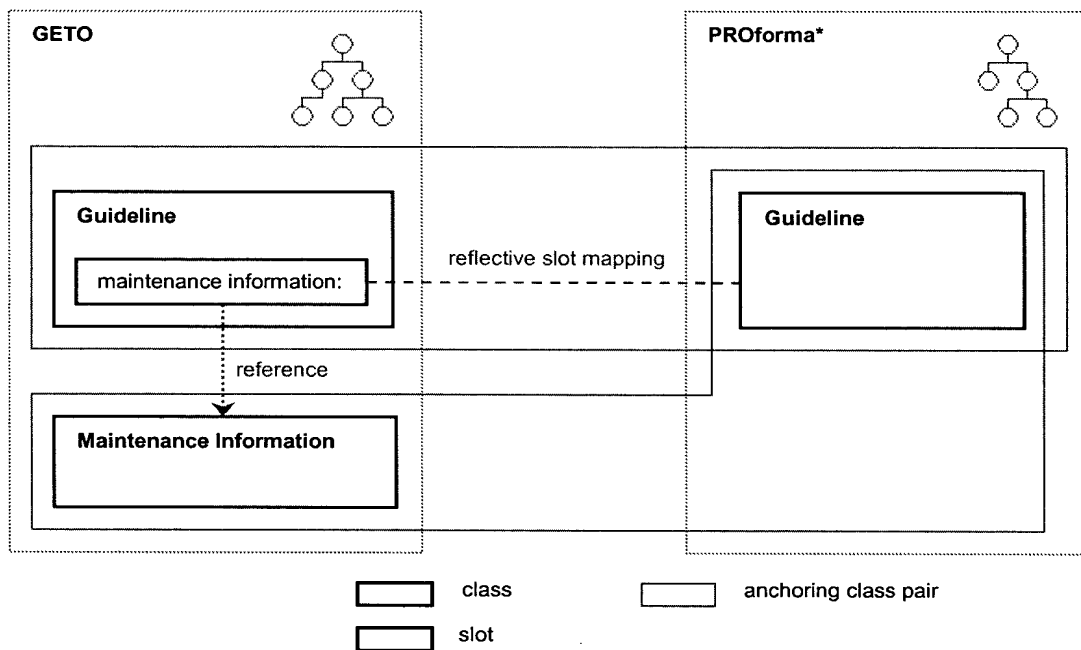 GETO
PROforma*
Guideline
Guideline
reflective slot mapping
maintenance information:
reference
Maintenance Information
class
anchoring class pair
slot